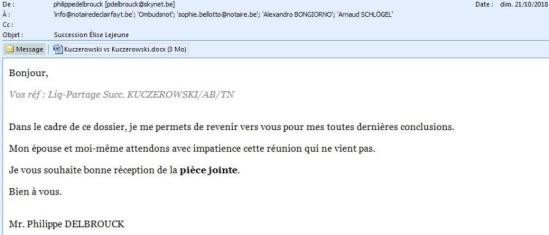 De : philippedelbrouck [pdelbrouck@skynet.be] Date : dim. 21/10/2018
À : 'info@notairededairfayt.be'; 'Ombudsnot'; 'sophie.bellotto@notaire.be'; 'Alexandro BONGIORNO'; 'Arnaud SCHLÖGEL'
Cc :
Objet : Succession Élise Lejeune
Message Kuczerowski vs Kuczerowski.docx (3 Mo)
Bonjour,
Vos réf : Liq-Partage Succ. KUCZEROWSKI/AB/TN
Dans le cadre de ce dossier, je me permets de revenir vers vous pour mes toutes dernières conclusions.
Mon épouse et moi-même attendons avec impatience cette réunion qui ne vient pas.
Je vous souhaite bonne réception de la pièce jointe.
Bien à vous.
Mr. Philippe DELBROUCK